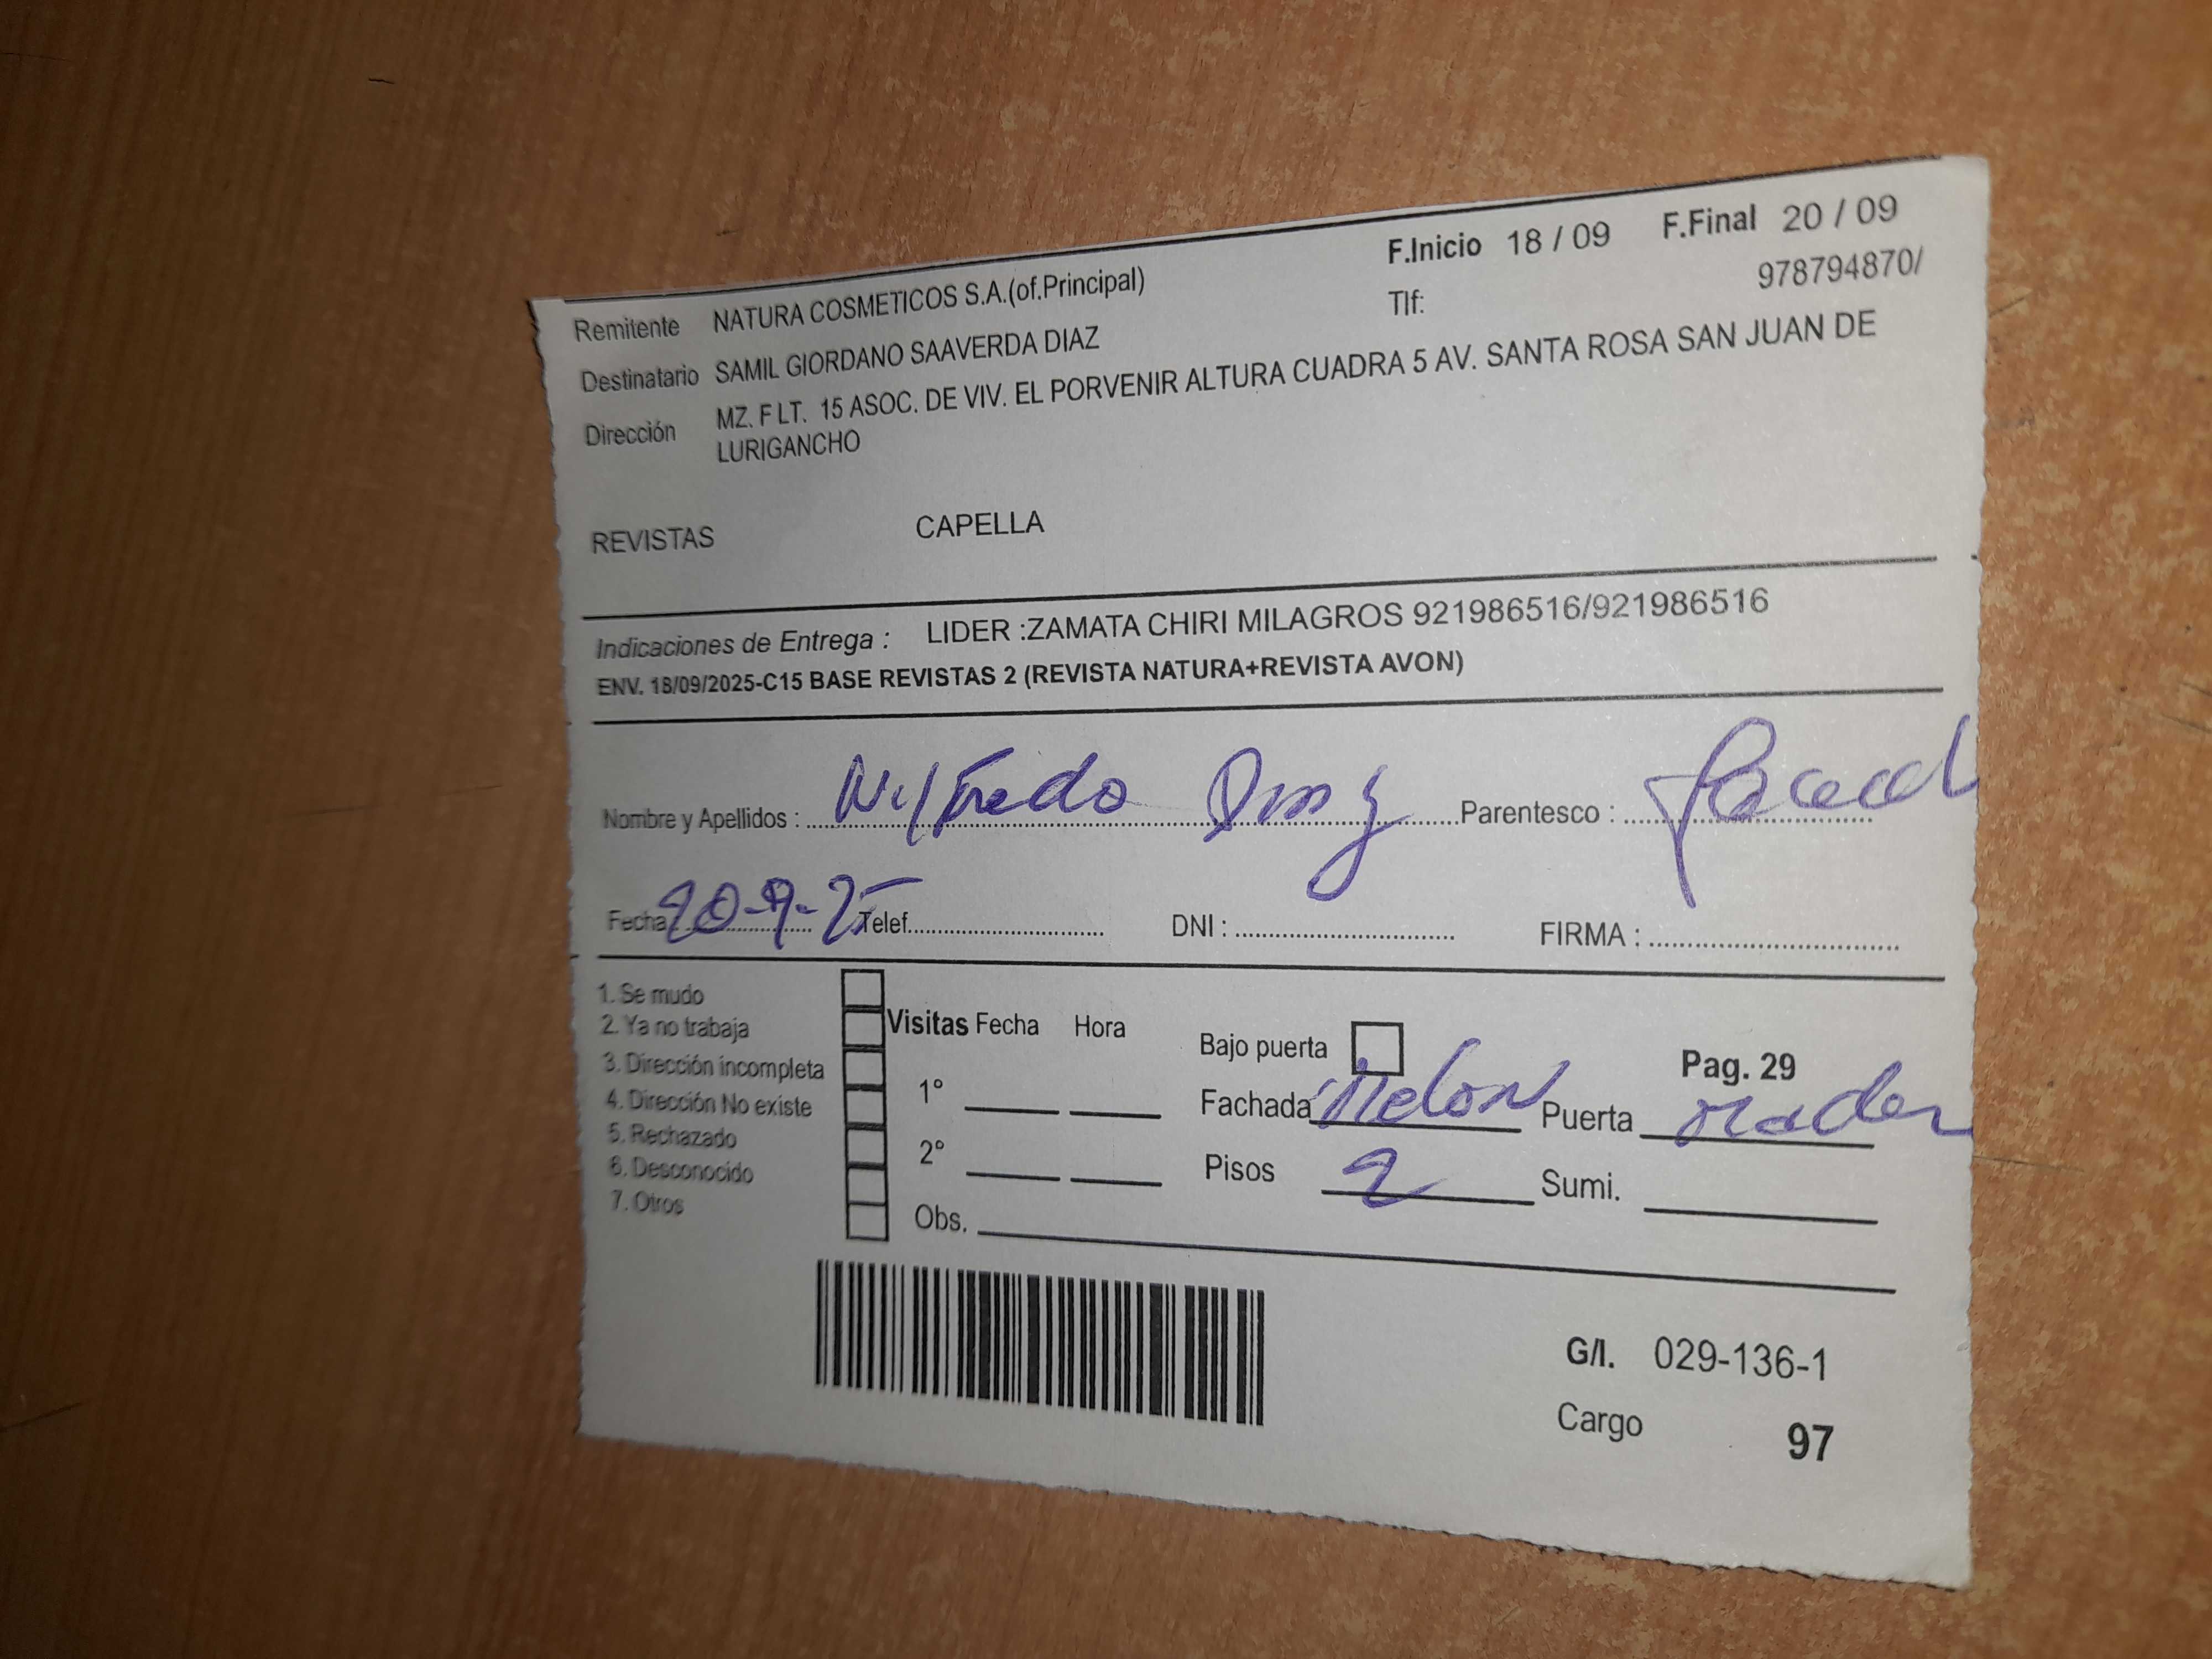 F.Inicio 18 / 09 F.Final 20 / 09
Remitente NATURA COSMETICOS S.A.(of.Principal) Tlf: 978794870/
Destinatario SAMIL GIORDANO SAAVERDA DIAZ
Dirección MZ. F LT. 15 ASOC. DE VIV. EL PORVENIR ALTURA CUADRA 5 AV. SANTA ROSA SAN JUAN DE
LURIGANCHO
REVISTAS CAPELLA
Indicaciones de Entrega : LIDER :ZAMATA CHIRI MILAGROS 921986516/921986516
ENV. 18/09/2025-C15 BASE REVISTAS 2 (REVISTA NATURA+REVISTA AVON)
Nombre y Apellidos : Wilfredo Parentesco :
Fecha 20-9-25 Telef. DNI : FIRMA :
1. Se mudo
2. Ya no trabaja
3. Dirección incompleta
4. Dirección No existe
5. Rechazado
6. Desconocido
7. Otros
Visitas Fecha Hora
1°
2°
Obs.
Bajo puerta Pag. 29
Fachada Melon Puerta
Pisos 2 Sumi.
G/I. 029-136-1
Cargo 97